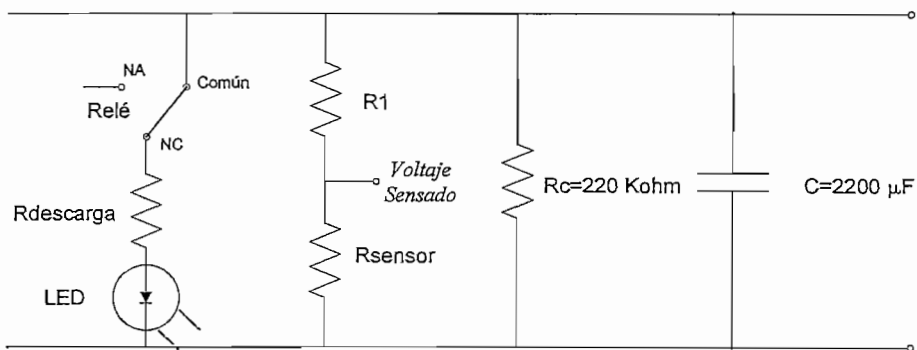 NA
Común
Relé
NC
Rdescarga
LED
R1
Voltaje
Sensado
Rsensor
Rc=220 Kohm
C=2200 µF